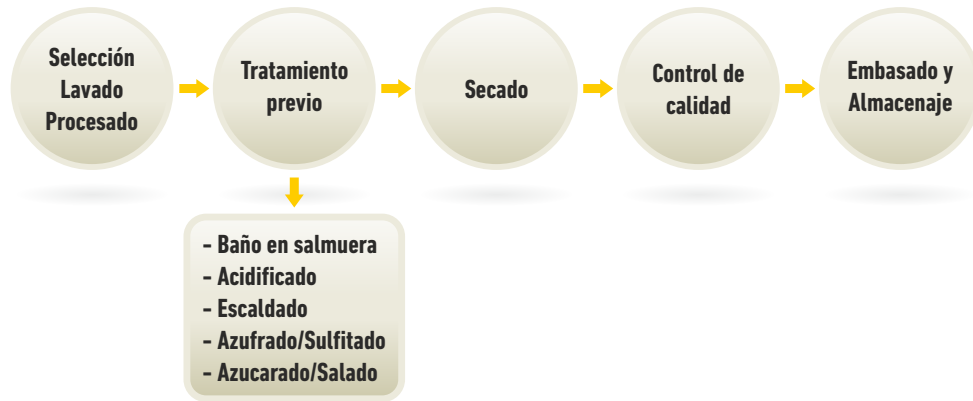 Selección
Lavado
Procesado
Tratamiento
previo
Secado
Control de
calidad
Embasado y
Almacenaje
- Baño en salmuera
- Acidificado
- Escaldado
- Azufrado/Sulfitado
- Azucarado/Salado